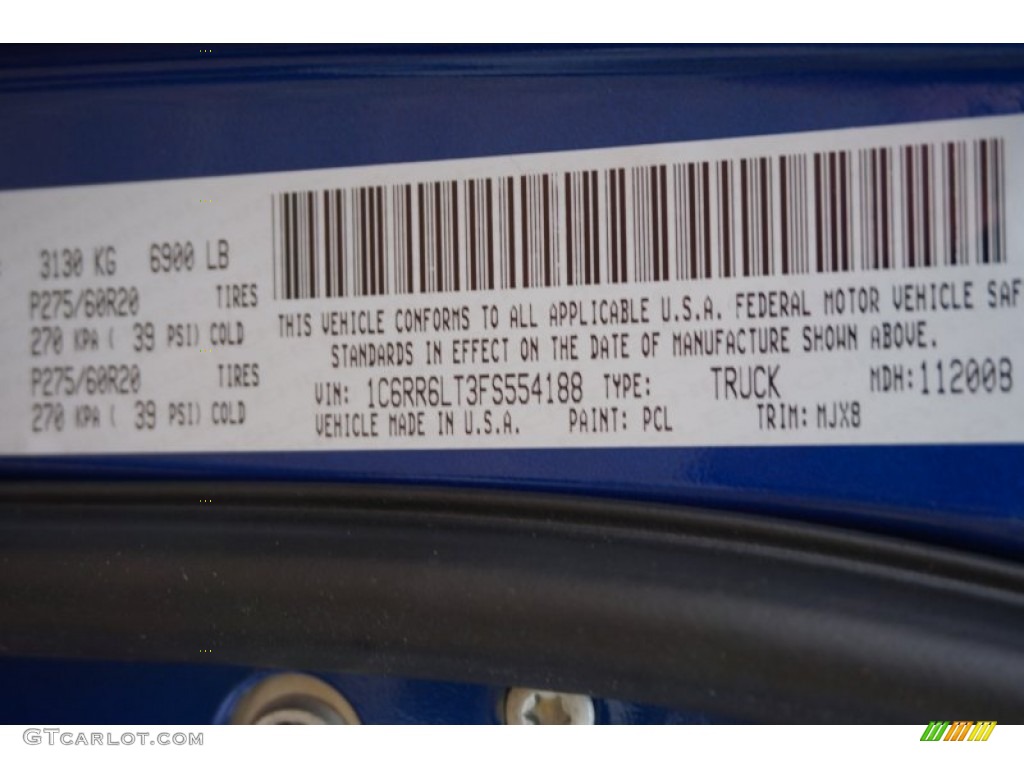 3130 KG 6900 LB
P275/60R20 TIRES
270 KPA ( 39 PSI) COLD
P275/60R20 TIRES
270 KPA ( 39 PSI) COLD
THIS VEHICLE CONFORMS TO ALL APPLICABLE U.S.A. FEDERAL MOTOR VEHICLE SAF
STANDARDS IN EFFECT ON THE DATE OF MANUFACTURE SHOWN ABOVE.
VIN: 1C6RR6LT3FS554188 TYPE: TRUCK MDH:112008
VEHICLE MADE IN U.S.A. PAINT: PCL TRIM: MJX8
GTCARLOT.COM